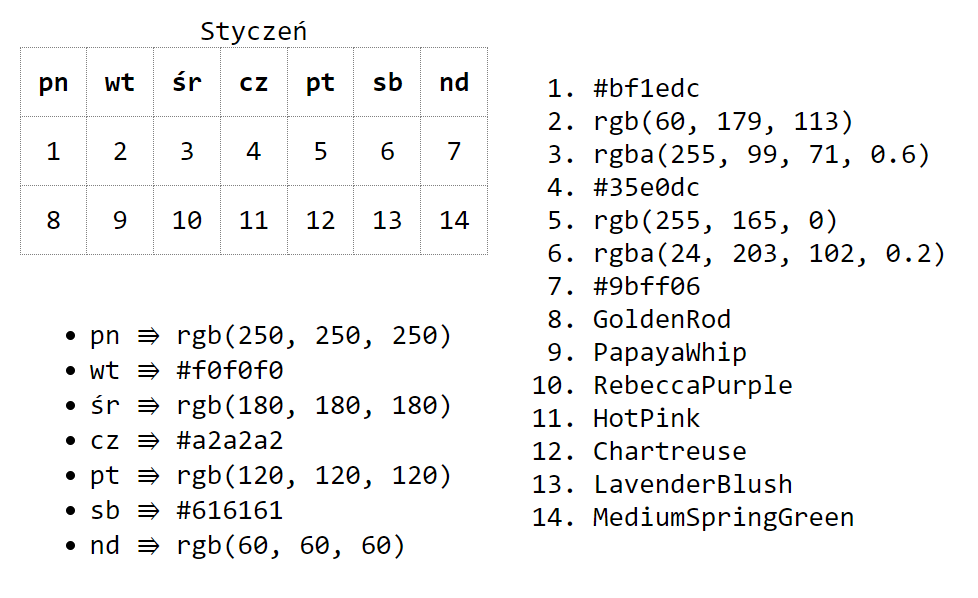 Styczeń
pn wt śr cz pt sb nd
1 2 3 4 5 6 7
8 9 10 11 12 13 14
• pn ⭆ rgb(250, 250, 250)
• wt ⭆ #f0f0f0
• śr ⭆ rgb(180, 180, 180)
• cz ⭆ #a2a2a2
• pt ⭆ rgb(120, 120, 120)
• sb ⭆ #616161
• nd ⭆ rgb(60, 60, 60)
1. #bf1edc
2. rgb(60, 179, 113)
3. rgba(255, 99, 71, 0.6)
4. #35e0dc
5. rgb(255, 165, 0)
6. rgba(24, 203, 102, 0.2)
7. #9bff06
8. GoldenRod
9. PapayaWhip
10. RebeccaPurple
11. HotPink
12. Chartreuse
13. LavenderBlush
14. MediumSpringGreen